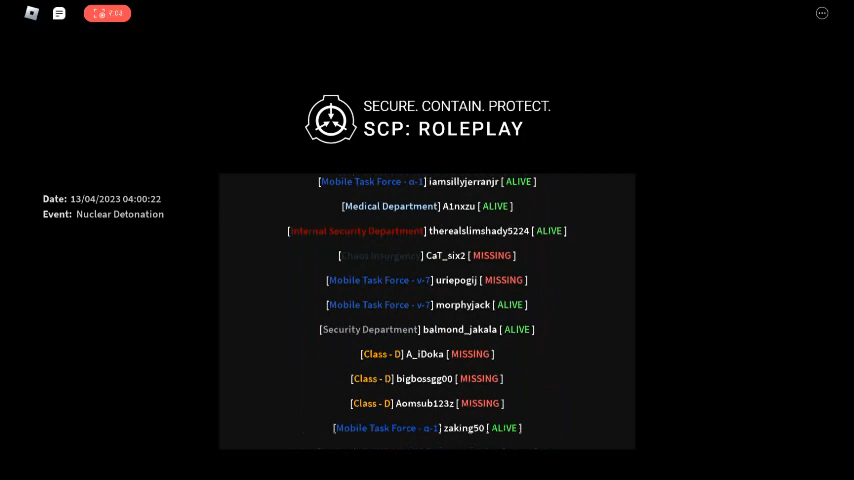 SECURE. CONTAIN. PROTECT.
SCP: ROLEPLAY
Date: 13/04/2023 04:00:22
Event: Nuclear Detonation
[Mobile Task Force - α-1] iamsillyjerranjr [ ALIVE ]
[Medical Department] A1nxzu [ ALIVE ]
[Internal Security Department] therealslimshady5224 [ ALIVE ]
[Chaos Insurgency] CaT_six2 [ MISSING ]
[Mobile Task Force - v-7] uriepogij [ MISSING ]
[Mobile Task Force - v-7] morphyjack [ ALIVE ]
[Security Department] balmond_jakala [ ALIVE ]
[Class - D] A_iDoka [ MISSING ]
[Class - D] bigbossgg00 [ MISSING ]
[Class - D] Aomsub123z [ MISSING ]
[Mobile Task Force - α-1] zaking50 [ ALIVE ]